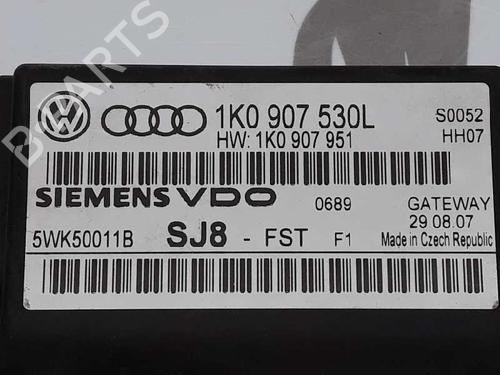 1K0 907 530L
S0052
HW: 1K0 907 951
HH07
SIEMENS VDO
0689
GATEWAY
29.08.07
5WK50011B
SJ8 - FST F1
Made in Czech Republic
B-PARTS